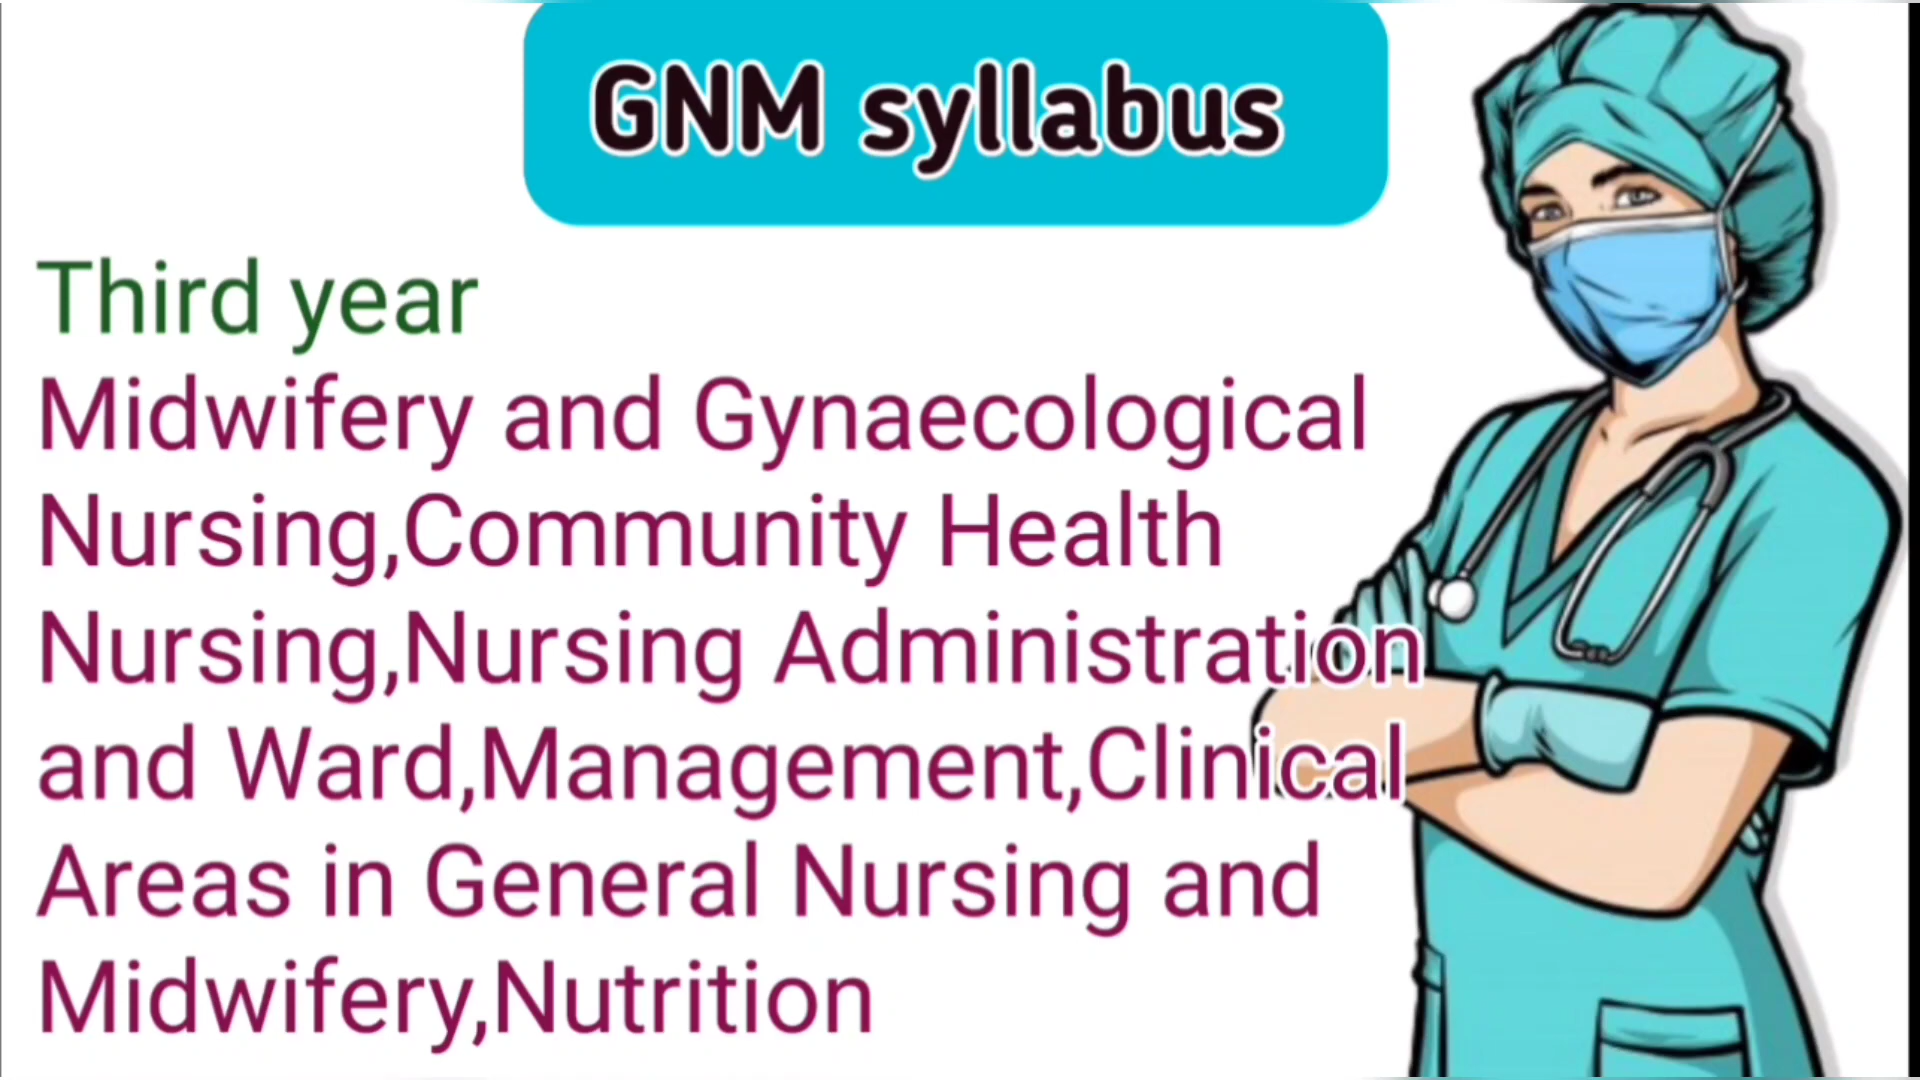 GNM syllabus
Third year
Midwifery and Gynaecological
Nursing,Community Health
Nursing,Nursing Administration
and Ward,Management,Clinical
Areas in General Nursing and
Midwifery,Nutrition